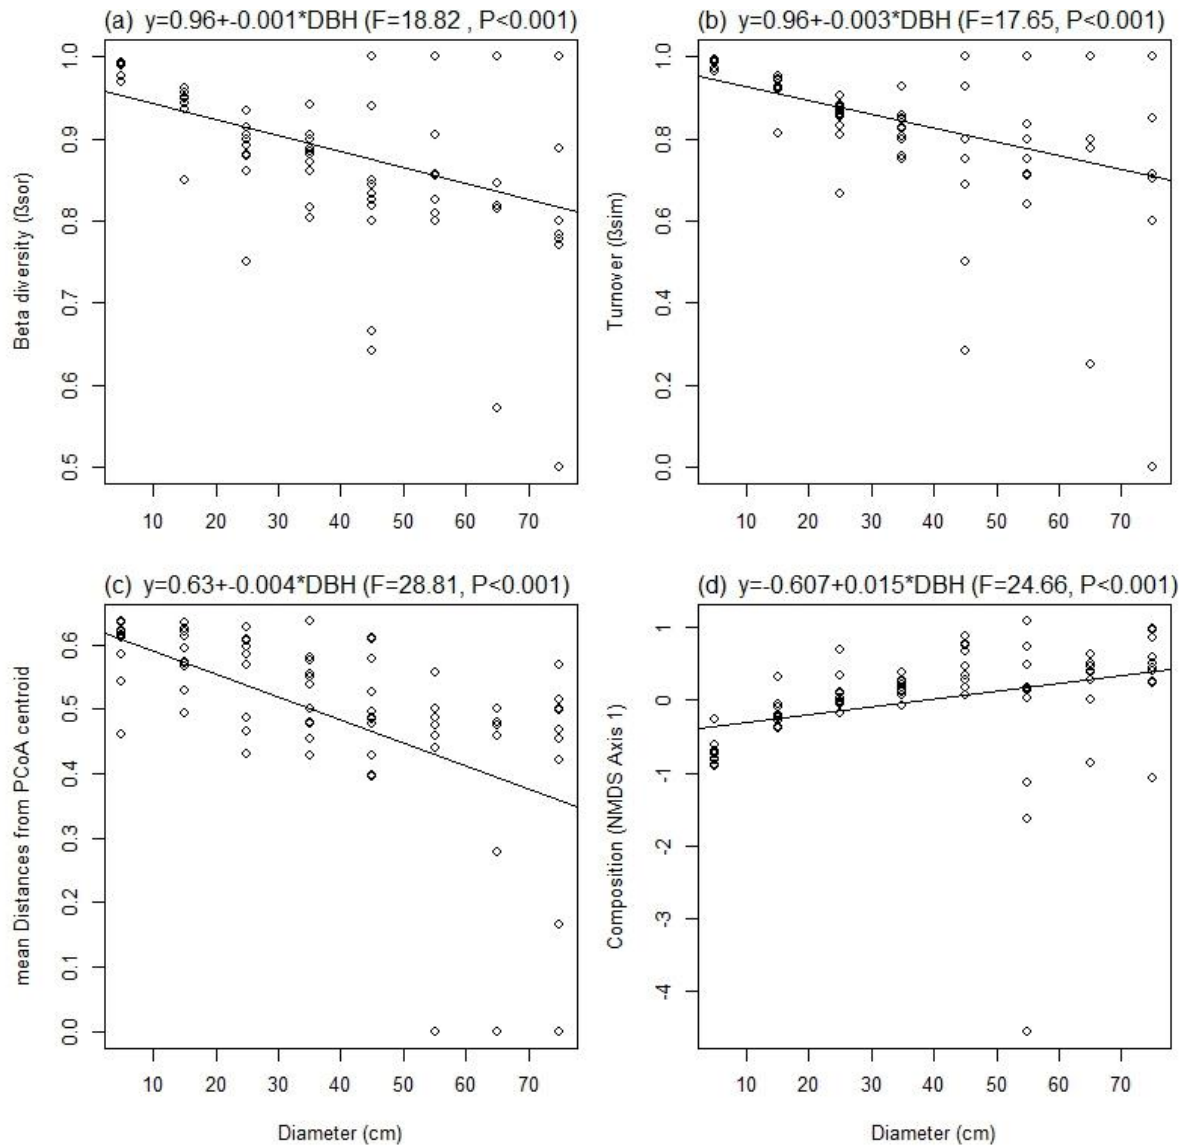 (a) y=0.96+-0.001*DBH (F=18.82 , P<0.001)
1.0
0.9
0.8
0.7
0.6
0.5
Beta diversity (ßsor)
10 20 30 40 50 60 70
(b) y=0.96+-0.003*DBH (F=17.65, P<0.001)
1.0
0.8
0.6
0.4
0.2
0.0
Turnover (ßsim)
10 20 30 40 50 60 70
(c) y=0.63+-0.004*DBH (F=28.81, P<0.001)
0.6
0.5
0.4
0.3
0.2
0.1
0.0
mean Distances from PCoA centroid
10 20 30 40 50 60 70
Diameter (cm)
(d) y=-0.607+0.015*DBH (F=24.66, P<0.001)
1
0
-1
-2
-3
-4
Composition (NMDS Axis 1)
10 20 30 40 50 60 70
Diameter (cm)